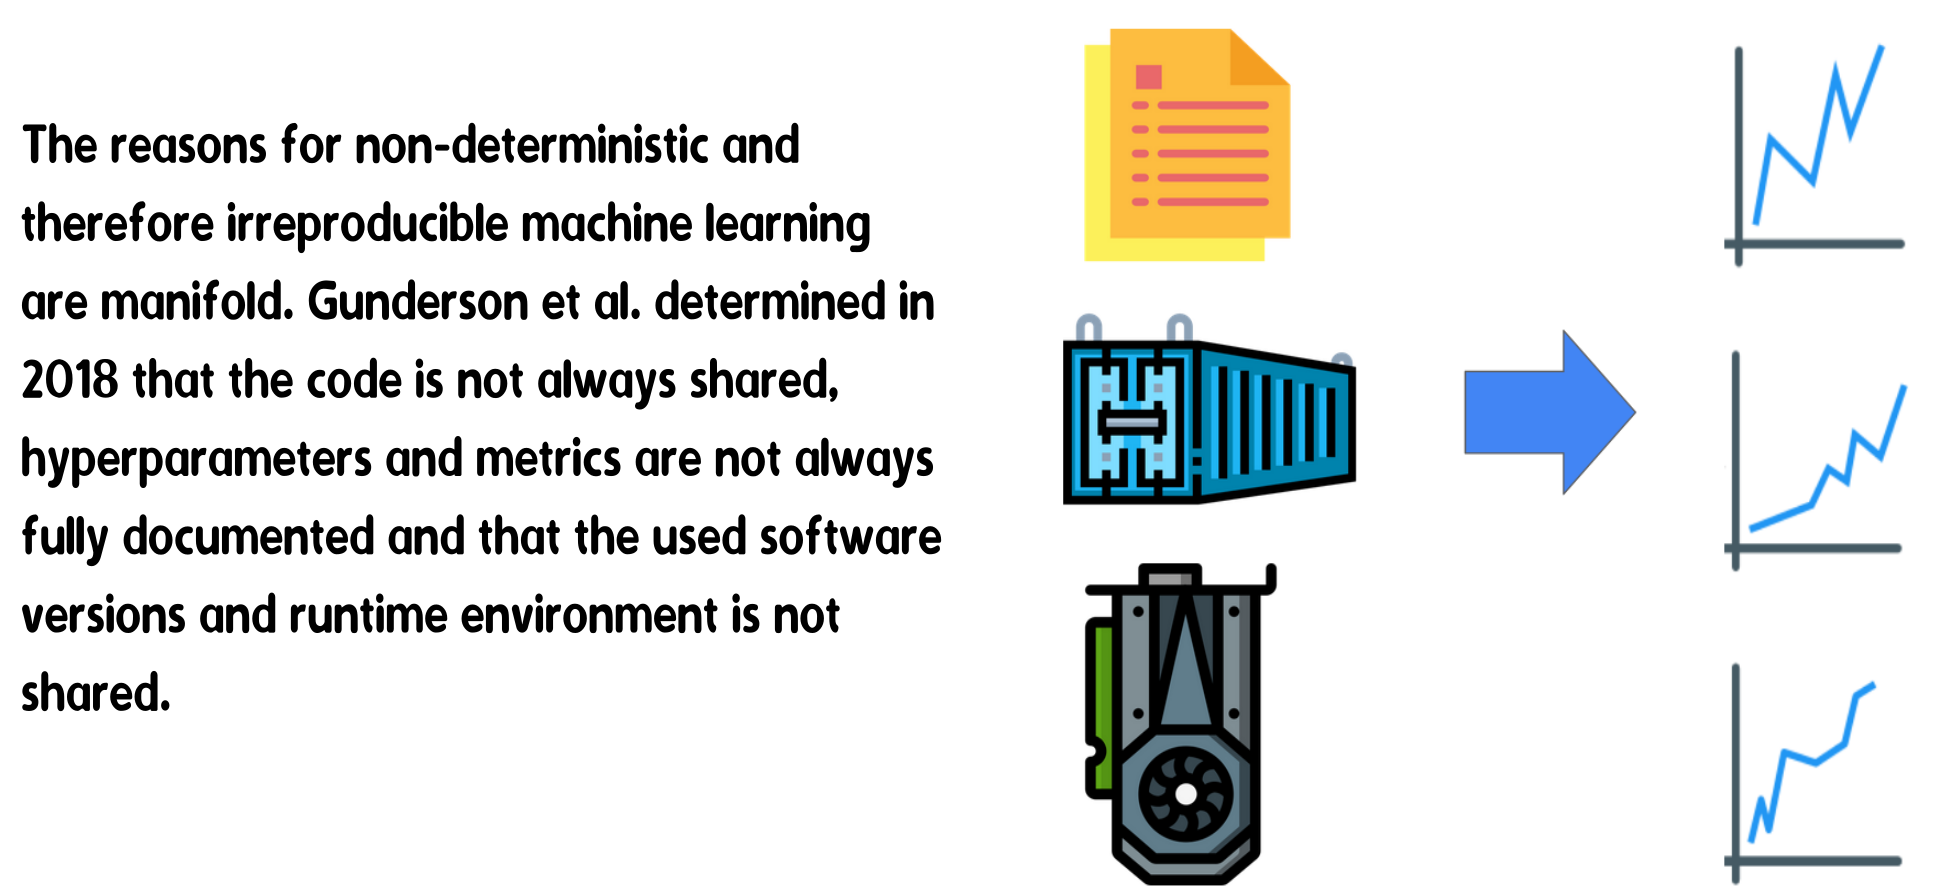 The reasons for non-deterministic and
therefore irreproducible machine learning
are manifold. Gunderson et al. determined in
2018 that the code is not always shared,
hyperparameters and metrics are not always
fully documented and that the used software
versions and runtime environment is not
shared.